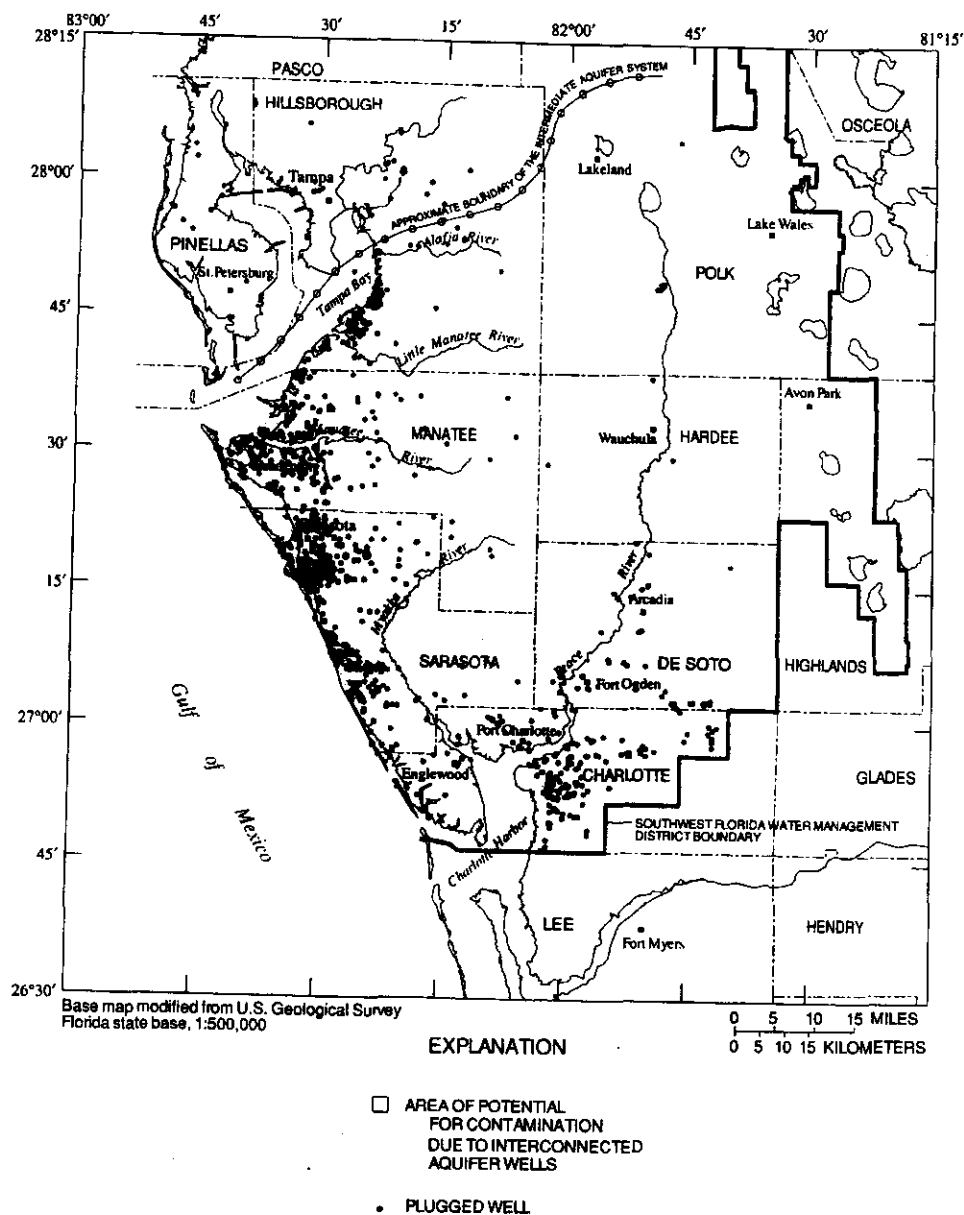 83°00′ 45′ 30′ 15′ 82°00′ 45′ 30′ 81°15′
28°15′
PASCO
HILLSBOROUGH
APPROXIMATE BOUNDARY OF THE INTERMEDIATE AQUIFER SYSTEM
OSCEOLA
28°00′
Lakeland
Tampa
Lake Wales
PINELLAS
Alafia River
POLK
St. Petersburg
Tampa Bay
45′
Little Manatee River
Avon Park
30′
MANATEE
Wauchula
HARDEE
River
Myakka River
15′
River
Arcadia
SARASOTA
Peace
DE SOTO
HIGHLANDS
Fort Ogden
27°00′
Gulf of Mexico
Port Charlotte
Englewood
CHARLOTTE
GLADES
SOUTHWEST FLORIDA WATER MANAGEMENT
DISTRICT BOUNDARY
45′
Charlotte Harbor
LEE
HENDRY
Fort Myers
26°30′
Base map modified from U.S. Geological Survey
Florida state base, 1:500,000
0 5 10 15 MILES
0 5 10 15 KILOMETERS
EXPLANATION
AREA OF POTENTIAL
FOR CONTAMINATION
DUE TO INTERCONNECTED
AQUIFER WELLS
PLUGGED WELL